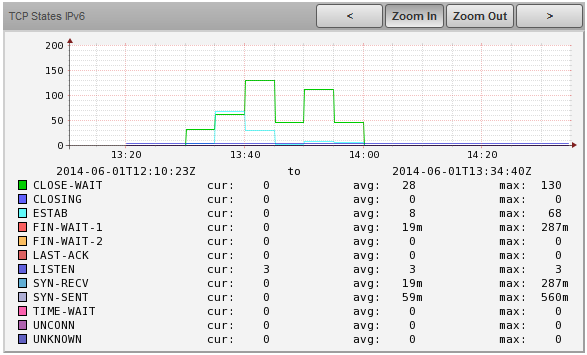 TCP States IPv6 < Zoom In Zoom Out >
200
150
100
50
0
13:20 13:40 14:00 14:20
2014-06-01T12:10:23Z to 2014-06-01T13:34:40Z
CLOSE-WAIT cur: 0 avg: 28 max: 130
CLOSING cur: 0 avg: 0 max: 0
ESTAB cur: 0 avg: 8 max: 68
FIN-WAIT-1 cur: 0 avg: 19m max: 287m
FIN-WAIT-2 cur: 0 avg: 0 max: 0
LAST-ACK cur: 0 avg: 0 max: 0
LISTEN cur: 3 avg: 3 max: 3
SYN-RECV cur: 0 avg: 19m max: 287m
SYN-SENT cur: 0 avg: 59m max: 560m
TIME-WAIT cur: 0 avg: 0 max: 0
UNCONN cur: 0 avg: 0 max: 0
UNKNOWN cur: 0 avg: 0 max: 0